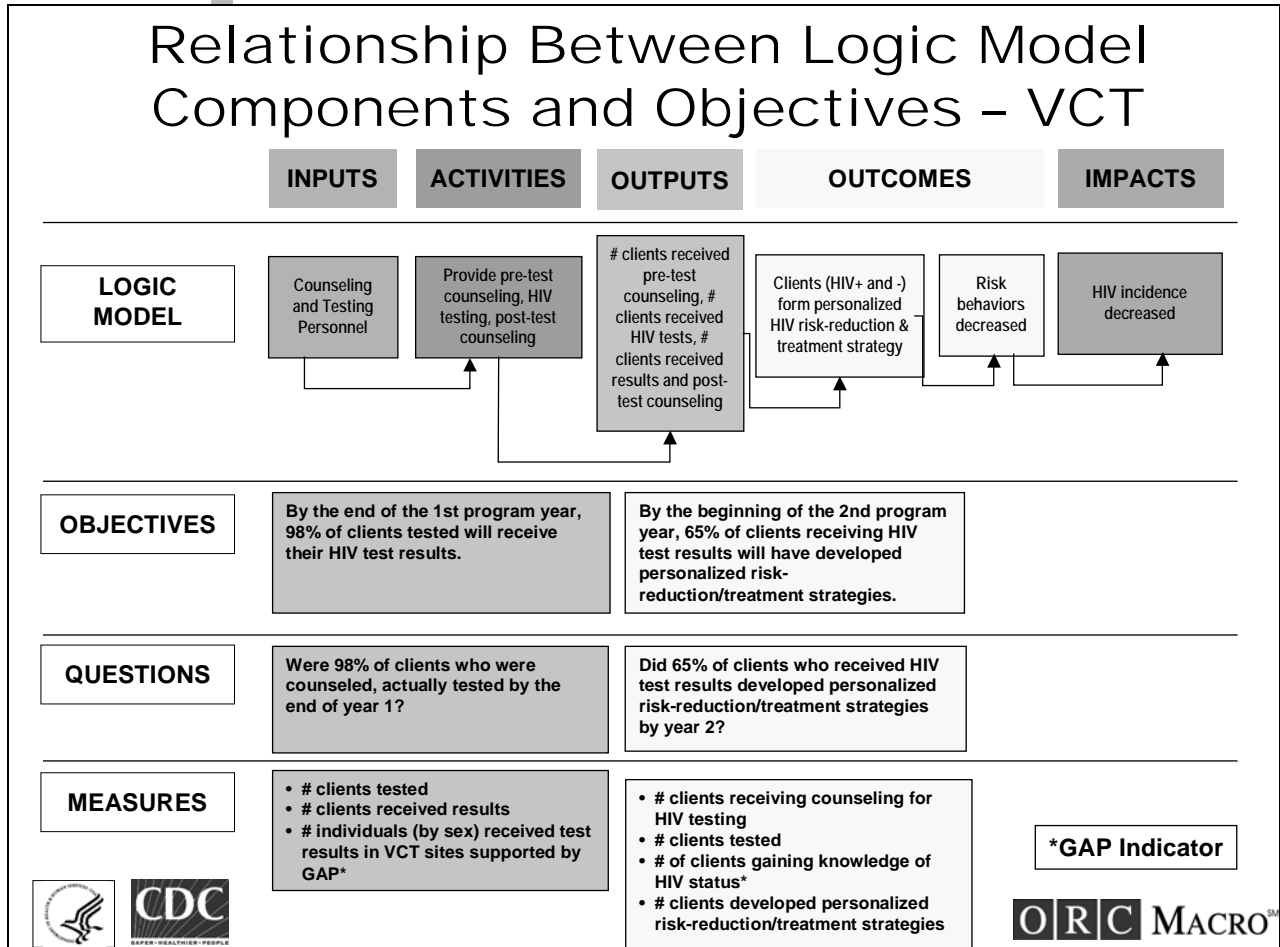 Relationship Between Logic Model
Components and Objectives – VCT
INPUTS
ACTIVITIES
OUTPUTS
OUTCOMES
IMPACTS
LOGIC
MODEL
Counseling
and Testing
Personnel
Provide pre-test
counseling, HIV
testing, post-test
counseling
# clients received
pre-test
counseling, #
clients received
HIV tests, #
clients received
results and post-
test counseling
Clients (HIV+ and -)
form personalized
HIV risk-reduction &
treatment strategy
Risk
behaviors
decreased
HIV incidence
decreased
OBJECTIVES
By the end of the 1st program year,
98% of clients tested will receive
their HIV test results.
By the beginning of the 2nd program
year, 65% of clients receiving HIV
test results will have developed
personalized risk-
reduction/treatment strategies.
QUESTIONS
Were 98% of clients who were
counseled, actually tested by the
end of year 1?
Did 65% of clients who received HIV
test results developed personalized
risk-reduction/treatment strategies
by year 2?
MEASURES
• # clients tested
• # clients received results
• # individuals (by sex) received test
results in VCT sites supported by
GAP*
• # clients receiving counseling for
HIV testing
• # clients tested
• # of clients gaining knowledge of
HIV status*
• # clients developed personalized
risk-reduction/treatment strategies
*GAP Indicator
CDC
SAFER•HEALTHIER•PEOPLE
ORC MACRO SM